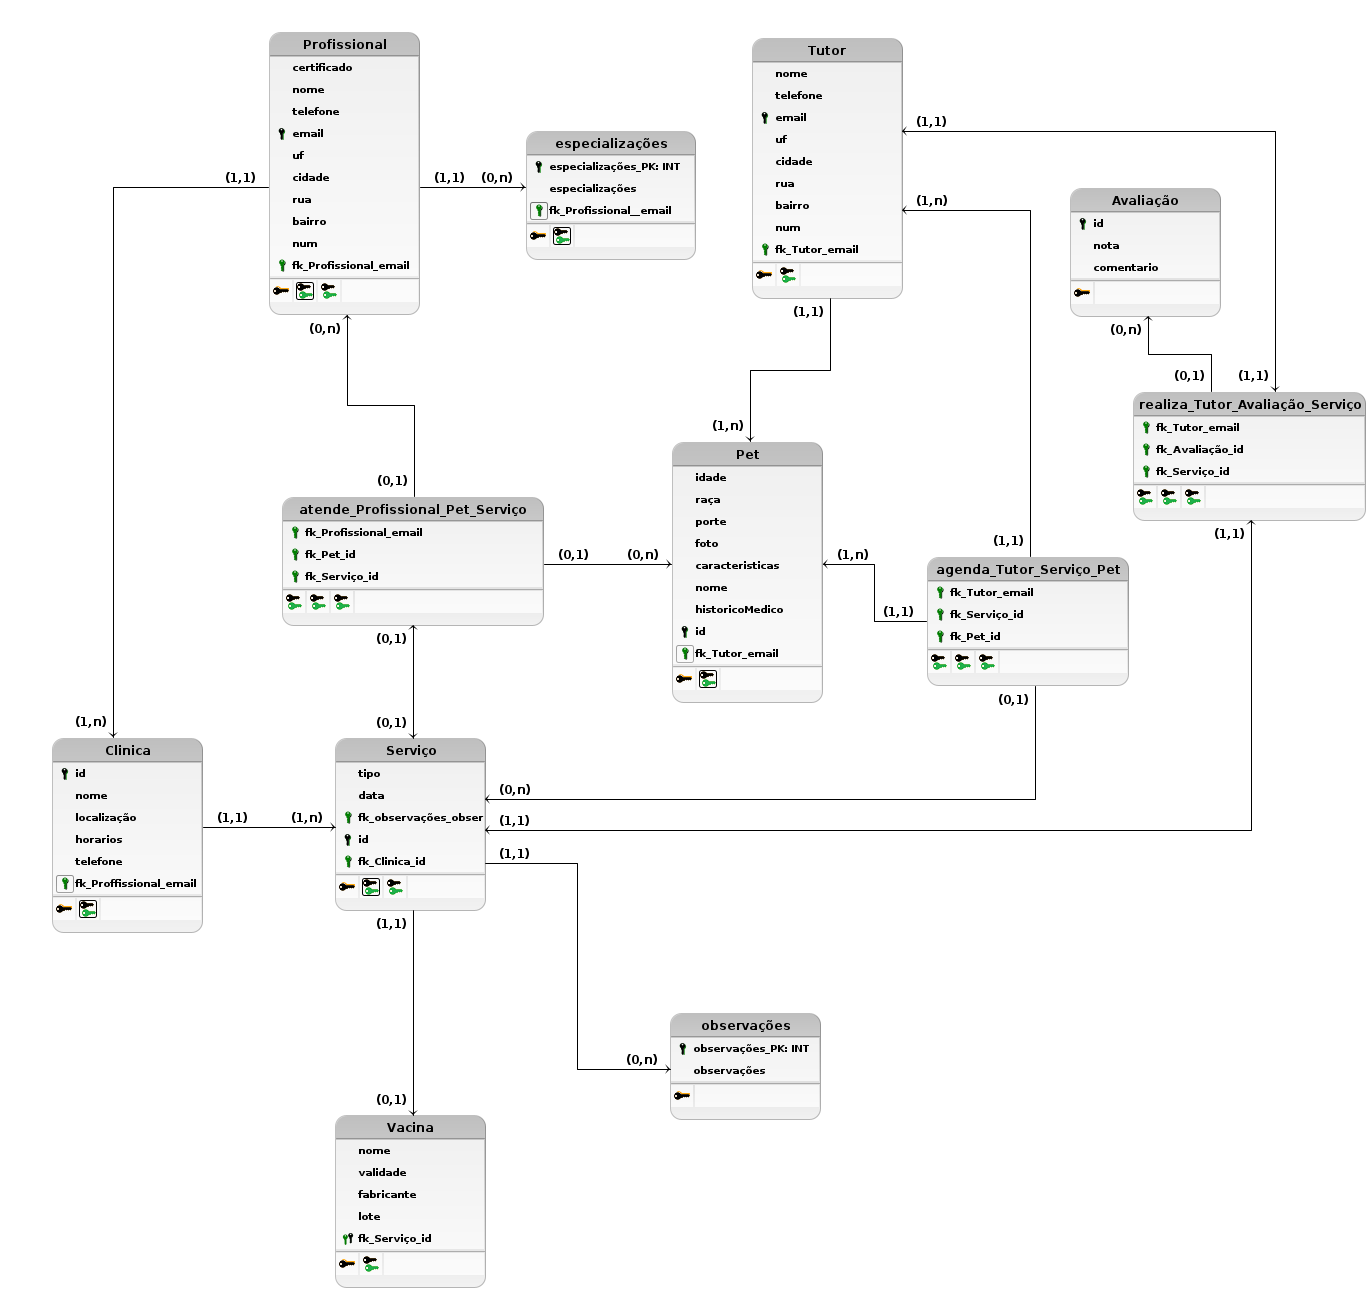 Profissional
certificado
nome
telefone
email
uf
cidade
rua
bairro
num
fk_Profissional_email
(1,1)
(1,1)
(0,n)
(0,n)
especializações
especializações_PK: INT
especializações
fk_Profissional__email
Tutor
nome
telefone
email
uf
cidade
rua
bairro
num
fk_Tutor_email
(1,1)
(1,n)
(1,1)
Avaliação
id
nota
comentario
(0,n)
(0,1)
(1,1)
realiza_Tutor_Avaliação_Serviço
fk_Tutor_email
fk_Avaliação_id
fk_Serviço_id
(1,1)
(1,n)
Pet
idade
raça
porte
foto
caracteristicas
nome
historicoMedico
id
fk_Tutor_email
(0,1)
atende_Profissional_Pet_Serviço
fk_Profissional_email
fk_Pet_id
fk_Serviço_id
(0,1)
(0,n)
(0,1)
(1,n)
(1,1)
(1,1)
agenda_Tutor_Serviço_Pet
fk_Tutor_email
fk_Serviço_id
fk_Pet_id
(0,1)
(1,n)
Clinica
id
nome
localização
horarios
telefone
fk_Proffissional_email
(1,1)
(1,n)
(0,1)
Serviço
tipo
data
fk_observações_obser
id
fk_Clinica_id
(0,n)
(1,1)
(1,1)
(1,1)
(0,n)
observações
observações_PK: INT
observações
(0,1)
Vacina
nome
validade
fabricante
lote
fk_Serviço_id